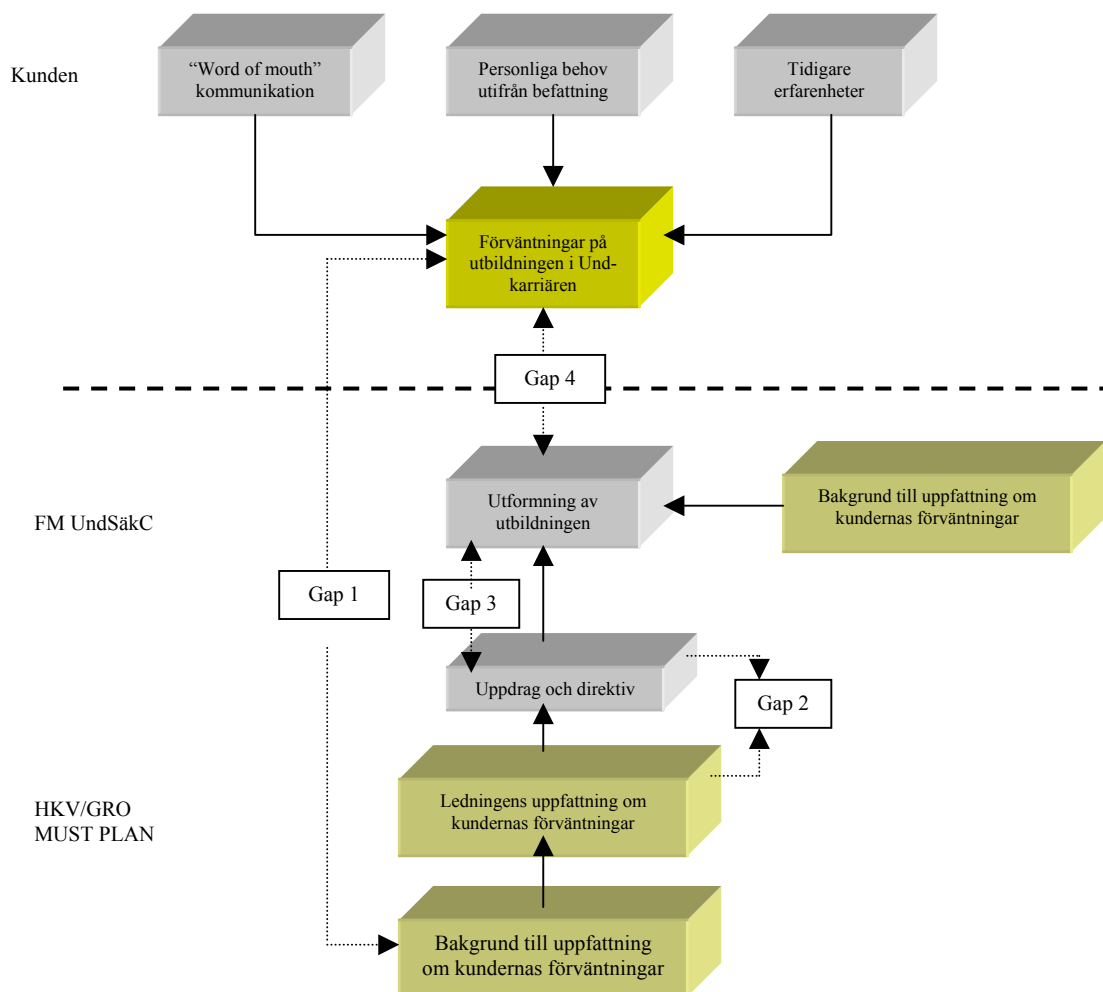 Kunden
“Word of mouth”
kommunikation
Personliga behov
utifrån befattning
Tidigare
erfarenheter
Förväntningar på
utbildningen i Und-
karriären
Gap 4
FM UndSäkC
Utformning av
utbildningen
Bakgrund till uppfattning om
kundernas förväntningar
Gap 1
Gap 3
Uppdrag och direktiv
Gap 2
HKV/GRO
MUST PLAN
Ledningens uppfattning om
kundernas förväntningar
Bakgrund till uppfattning
om kundernas förväntningar